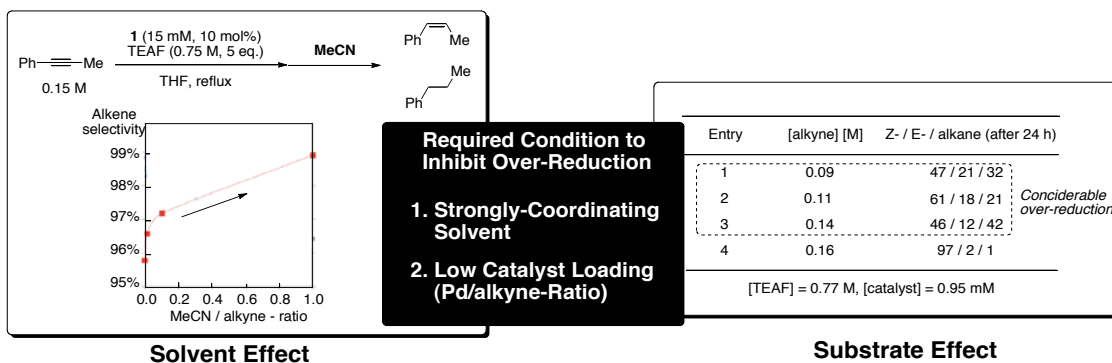 1 (15 mM, 10 mol%)
TEAF (0.75 M, 5 eq.)
THF, reflux
MeCN
Ph
Me
0.15 M
Ph
Me
Me
Ph
Alkene
selectivity
99%
98%
97%
96%
95%
0.0 0.2 0.4 0.6 0.8 1.0
MeCN / alkyne - ratio
Solvent Effect
Required Condition to
Inhibit Over-Reduction
1. Strongly-Coordinating
Solvent
2. Low Catalyst Loading
(Pd/alkyne-Ratio)
Entry [alkyne] [M] Z- / E- / alkane (after 24 h)
1 0.09 47 / 21 / 32
2 0.11 61 / 18 / 21
3 0.14 46 / 12 / 42
4 0.16 97 / 2 / 1
Conciderable
over-reduction
[TEAF] = 0.77 M, [catalyst] = 0.95 mM
Substrate Effect